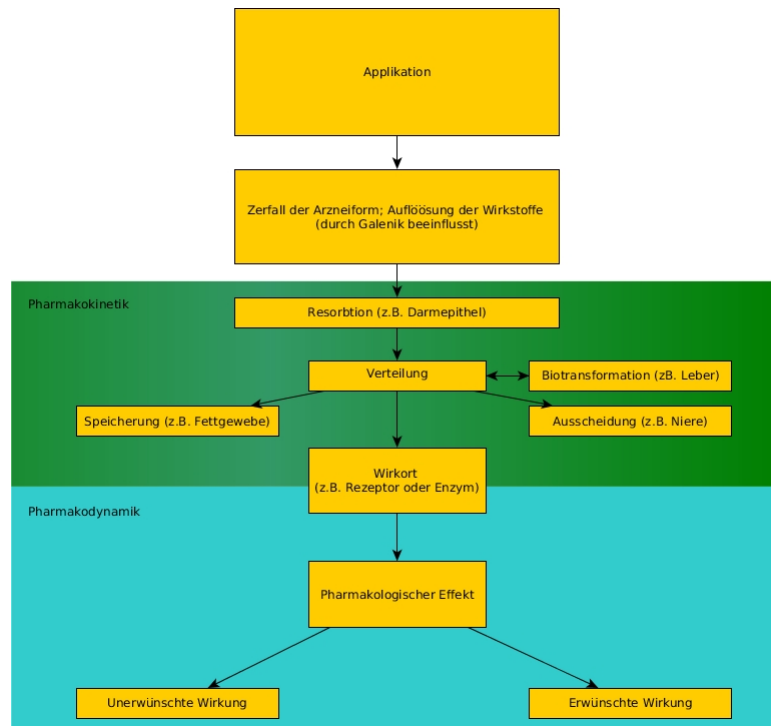 Applikation
Zerfall der Arzneiform; Auflöösung der Wirkstoffe
(durch Galenik beeinflusst)
Pharmakokinetik
Resorbtion (z.B. Darmepithel)
Verteilung
Biotransformation (zB. Leber)
Speicherung (z.B. Fettgewebe)
Ausscheidung (z.B. Niere)
Wirkort
(z.B. Rezeptor oder Enzym)
Pharmakodynamik
Pharmakologischer Effekt
Unerwünschte Wirkung
Erwünschte Wirkung